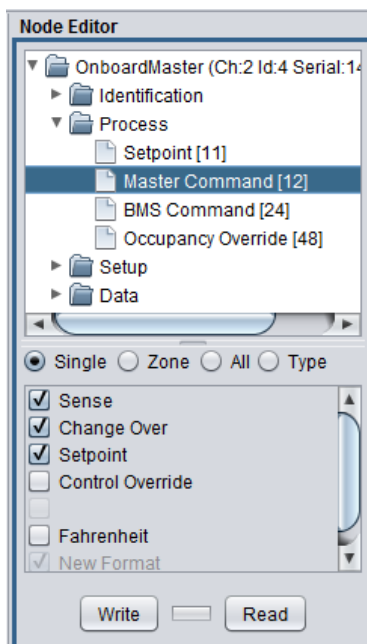 Node Editor
OnboardMaster (Ch:2 Id:4 Serial:14
Identification
Process
Setpoint [11]
Master Command [12]
BMS Command [24]
Occupancy Override [48]
Setup
Data
Single Zone All Type
Sense
Change Over
Setpoint
Control Override
Fahrenheit
New Format
Write Read